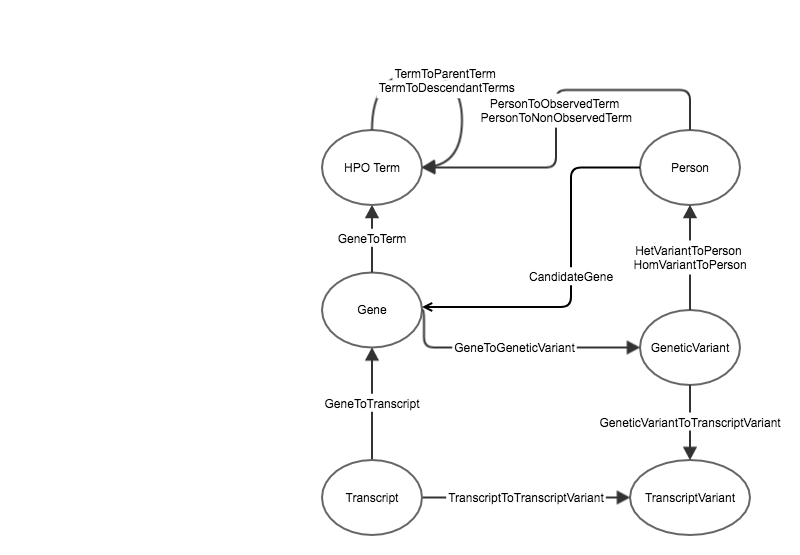 TermToParentTerm
TermToDescendantTerms
PersonToObservedTerm
PersonToNonObservedTerm
HPO Term
Person
GeneToTerm
HetVariantToPerson
HomVariantToPerson
CandidateGene
Gene
GeneToGeneticVariant
GeneticVariant
GeneToTranscript
GeneticVariantToTranscriptVariant
Transcript
TranscriptToTranscriptVariant
TranscriptVariant